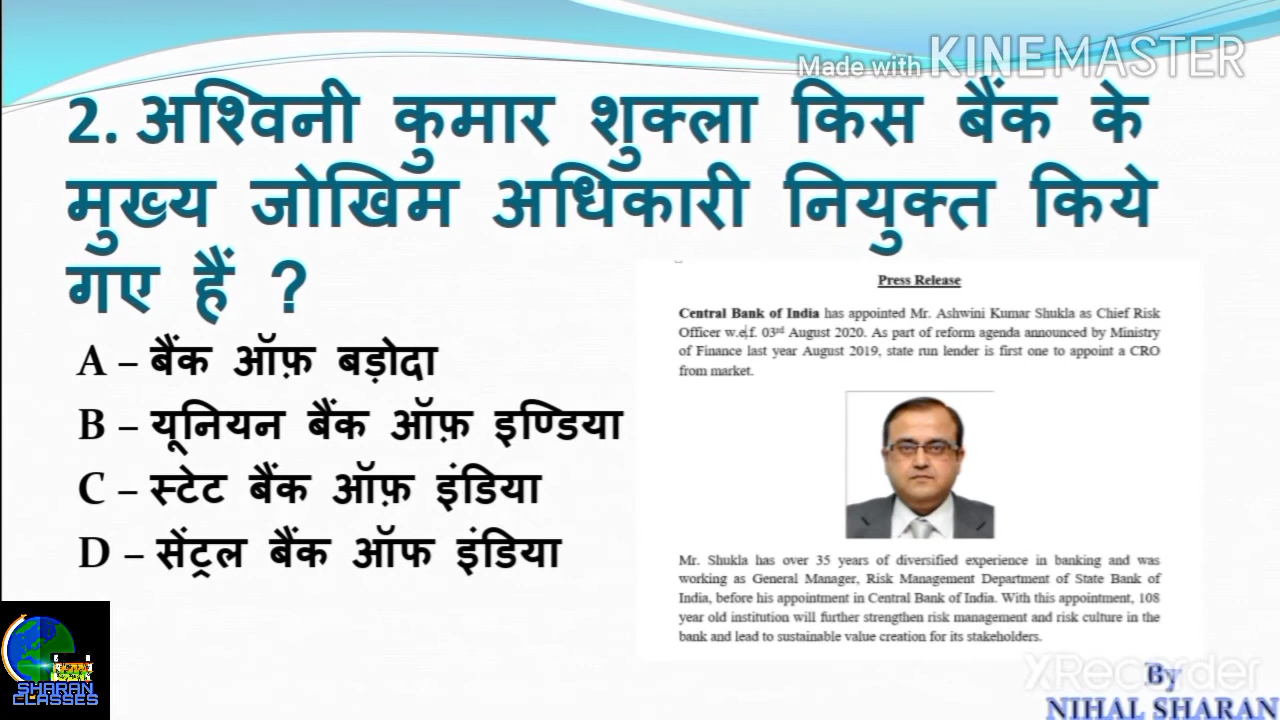 Made with KINEMASTER
2. अश्विनी कुमार शुक्ला किस बैंक के
मुख्य जोखिम अधिकारी नियुक्त किये
गए हैं ?
A – बैंक ऑफ़ बड़ोदा
B – यूनियन बैंक ऑफ़ इण्डिया
C – स्टेट बैंक ऑफ़ इंडिया
D – सेंट्रल बैंक ऑफ इंडिया
Press Release
Central Bank of India has appointed Mr. Ashwini Kumar Shukla as Chief Risk
Officer w.e.f. 03rd August 2020. As part of reform agenda announced by Ministry
of Finance last year August 2019, state run lender is first one to appoint a CRO
from market.
Mr. Shukla has over 35 years of diversified experience in banking and was
working as General Manager, Risk Management Department of State Bank of
India, before his appointment in Central Bank of India. With this appointment, 108
year old institution will further strengthen risk management and risk culture in the
bank and lead to sustainable value creation for its stakeholders.
SHARAN
CLASSES
XRecorder
By
NIHAL SHARAN